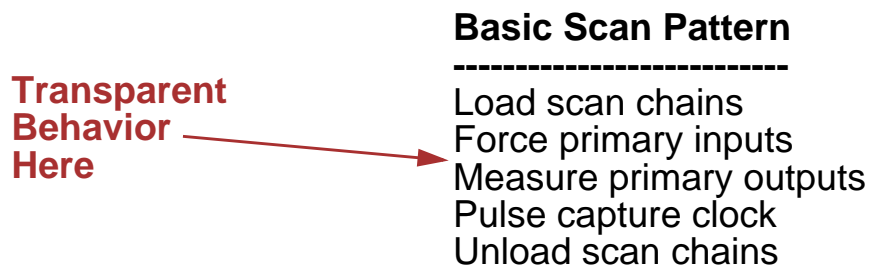 Basic Scan Pattern
---------------------------
Transparent
Behavior
Here
Load scan chains
Force primary inputs
Measure primary outputs
Pulse capture clock
Unload scan chains